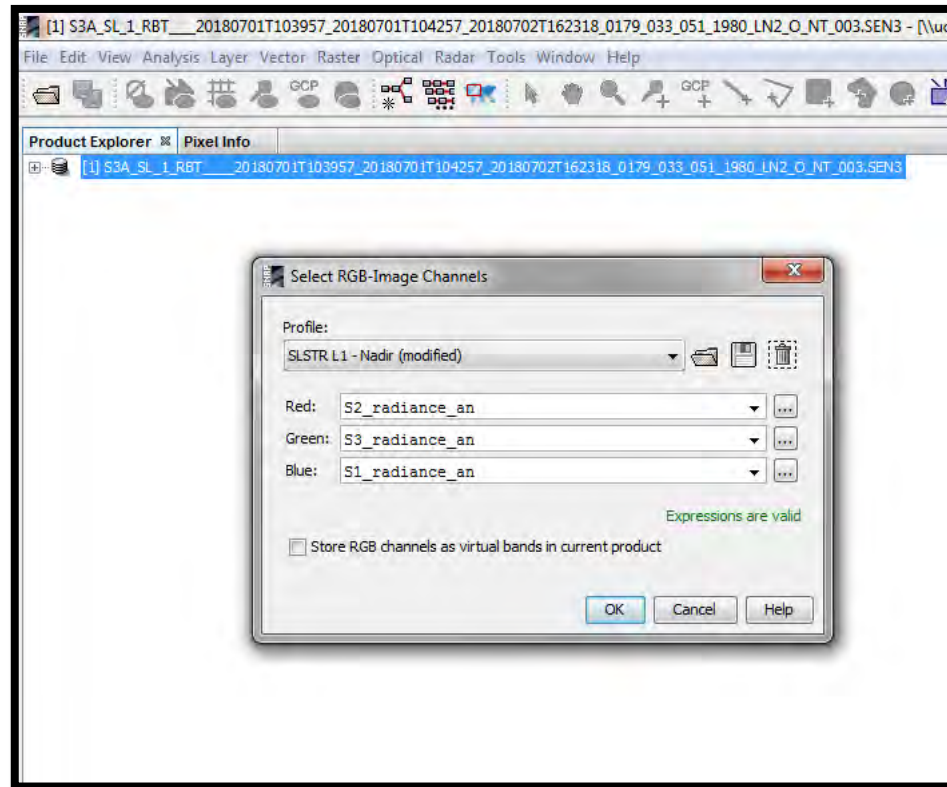 [1] S3A_SL_1_RBT____20180701T103957_20180701T104257_20180702T162318_0179_033_051_1980_LN2_O_NT_003.SEN3 - [\\uc
File Edit View Analysis Layer Vector Raster Optical Radar Tools Window Help
GCP GCP
Product Explorer Pixel Info
[1] S3A_SL_1_RBT____20180701T103957_20180701T104257_20180702T162318_0179_033_051_1980_LN2_O_NT_003.SEN3
Select RGB-Image Channels
Profile:
SLSTR L1 - Nadir (modified)
Red: S2_radiance_an ...
Green: S3_radiance_an ...
Blue: S1_radiance_an ...
Expressions are valid
Store RGB channels as virtual bands in current product
OK Cancel Help